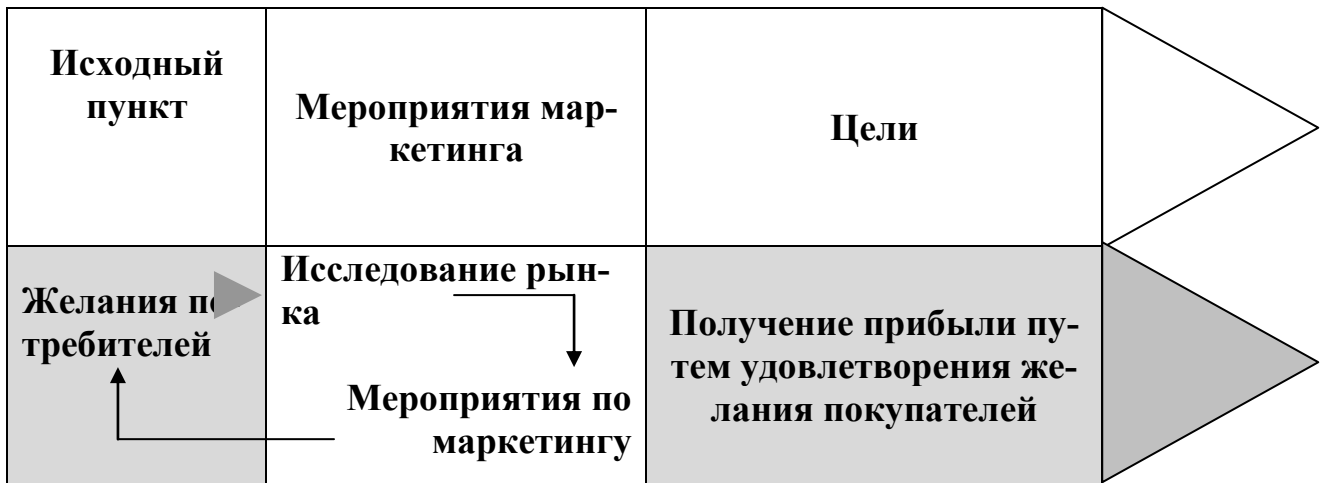 Исходный
пункт
Мероприятия мар-
кетинга
Цели
Желания по-
требителей
Исследование рын-
ка
Мероприятия по
маркетингу
Получение прибыли пу-
тем удовлетворения же-
лания покупателей